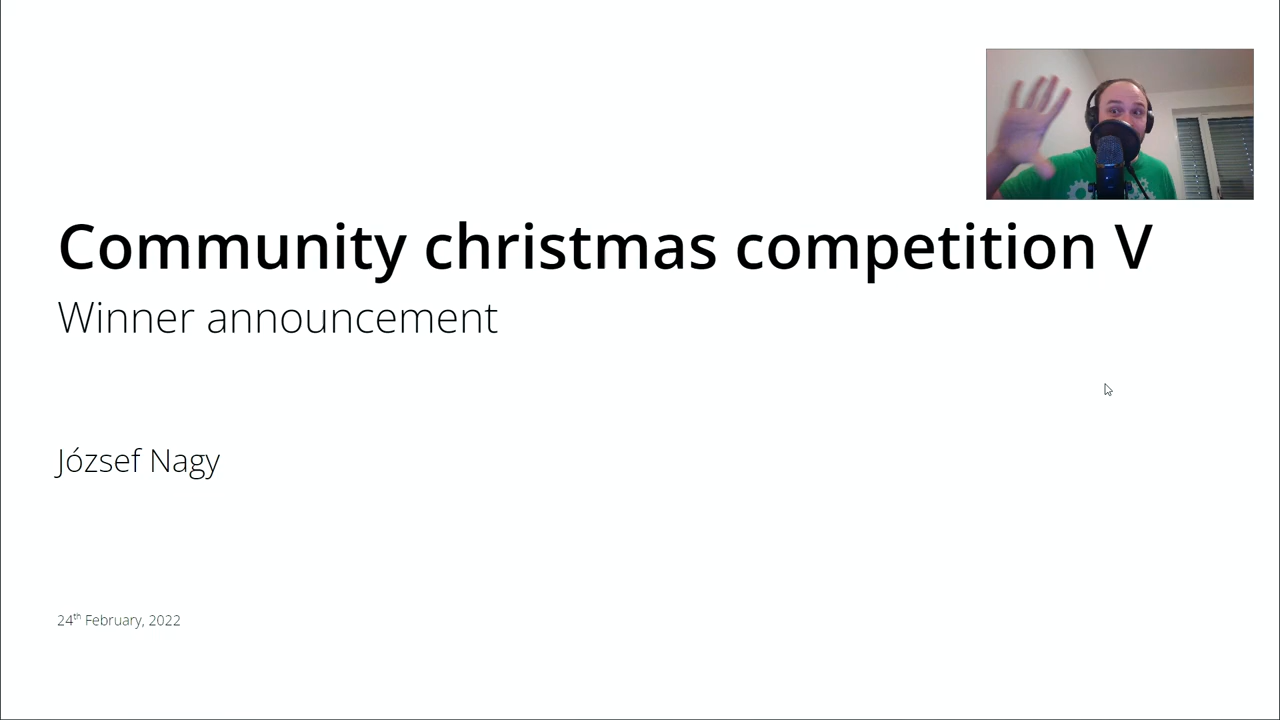 Community christmas competition V
Winner announcement
József Nagy
24th February, 2022